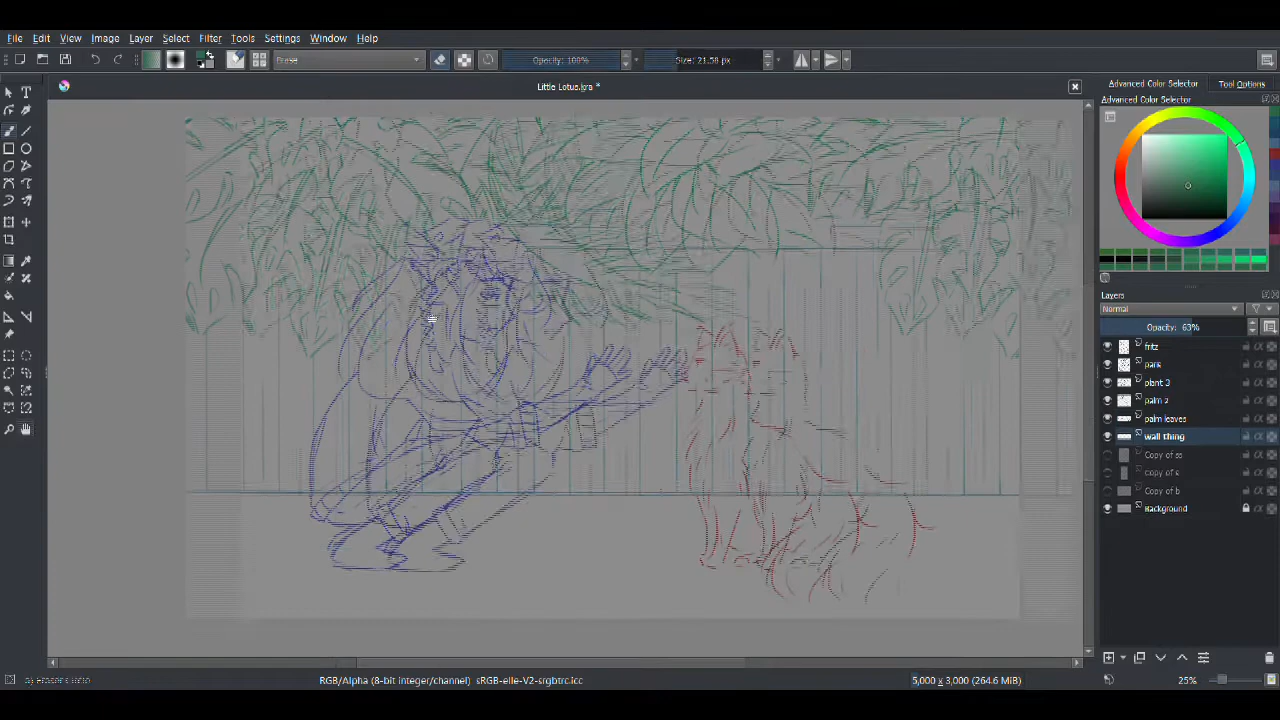 File Edit View Image Layer Select Filter Tools Settings Window Help
Erase Opacity: 100% Size: 21.58 px
Little Lotus.kra *
Advanced Color Selector Tool Options
Advanced Color Selector
Layers
Normal
Opacity: 63%
fritz
paris
plant 3
palm 2
palm leaves
wall thing
Copy of ss
Copy of s
Copy of b
Background
RGB/Alpha (8-bit integer/channel) sRGB-elle-V2-srgbtrc.icc 5,000 x 3,000 (264.6 MiB) 25%